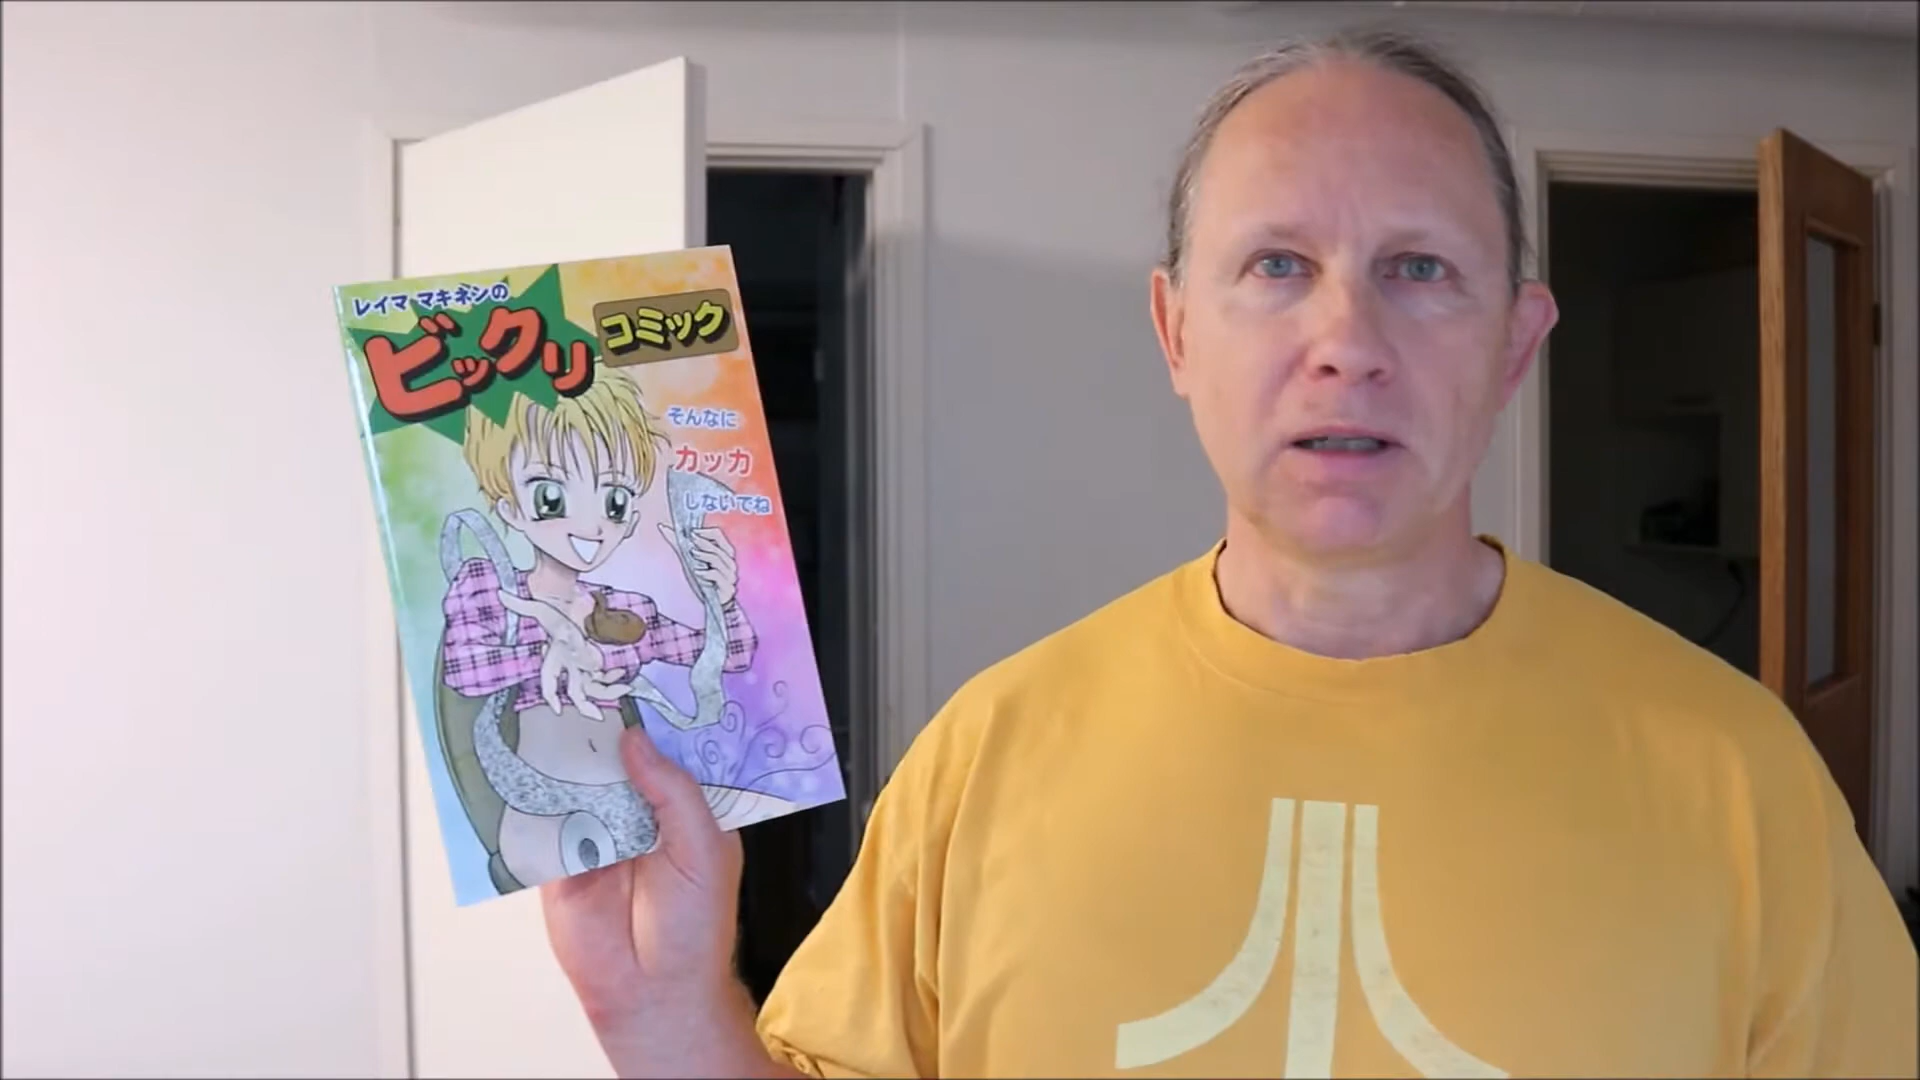 レイマ マキネンの
ビックリ
コミック
そんなに
カッカ
しないでね